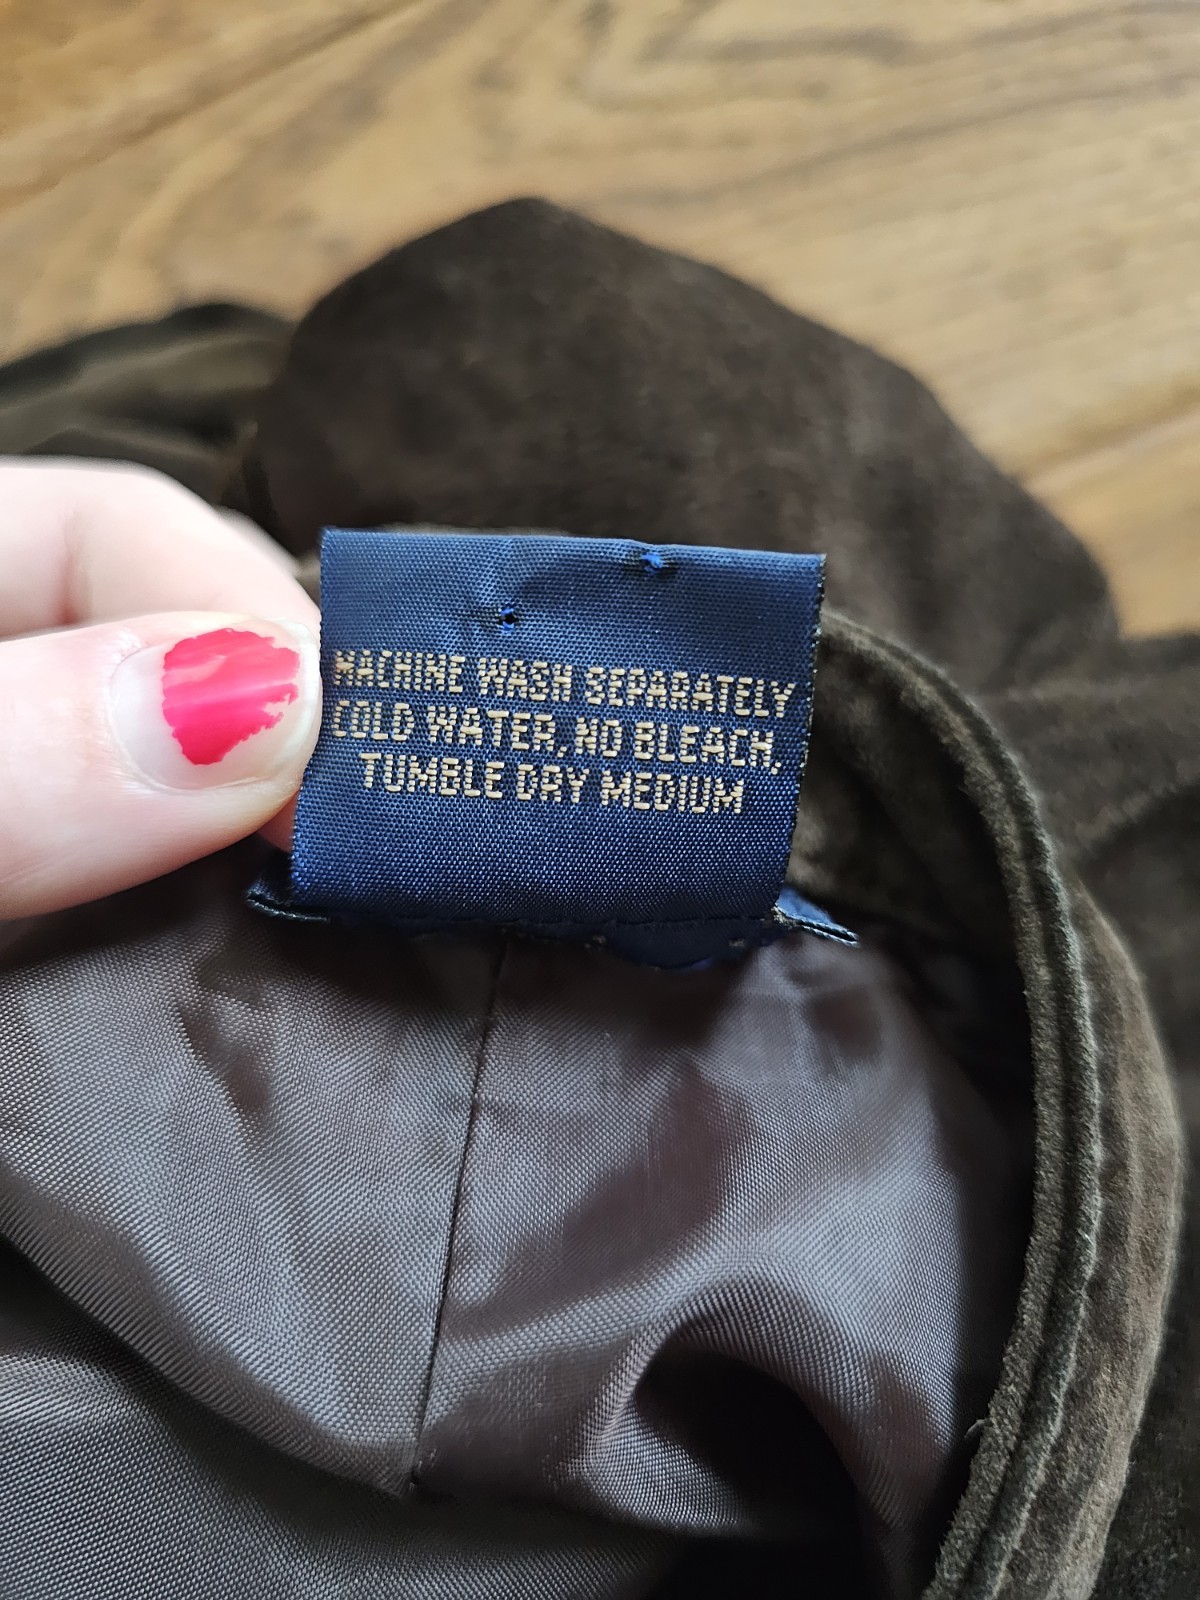 MACHINE WASH SEPARATELY
COLD WATER, NO BLEACH,
TUMBLE DRY MEDIUM